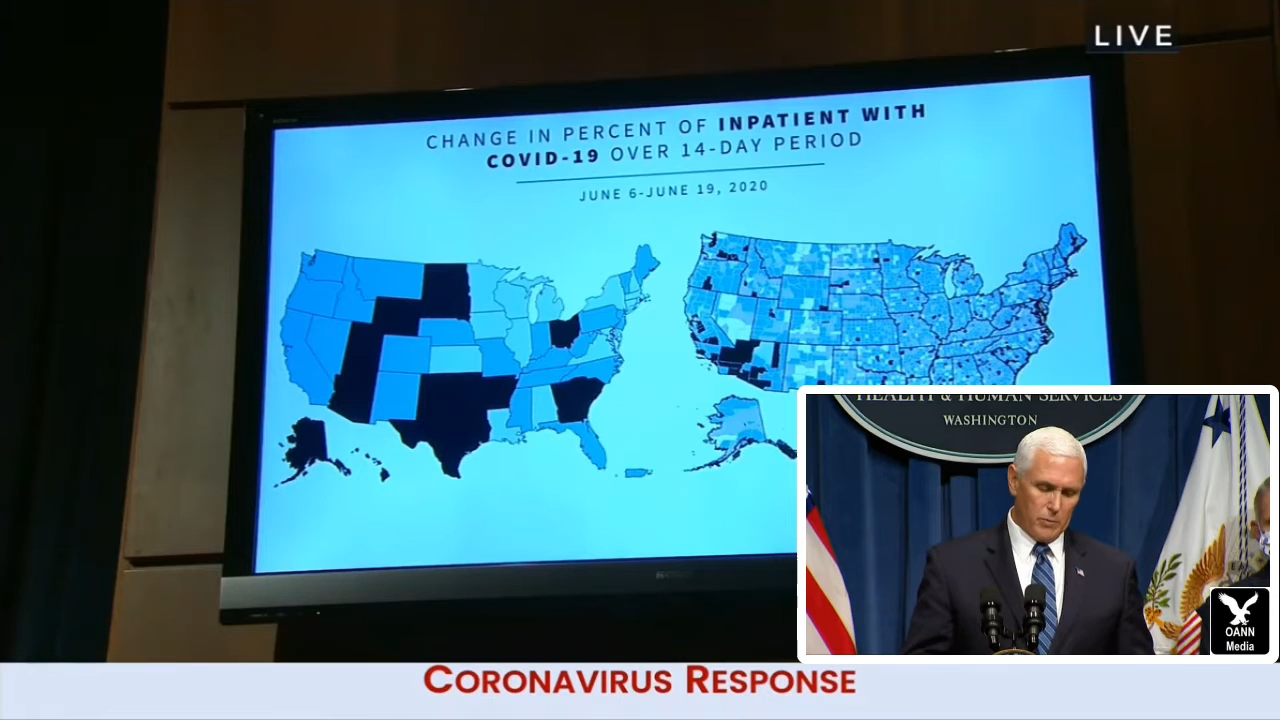 LIVE
CHANGE IN PERCENT OF INPATIENT WITH
COVID-19 OVER 14-DAY PERIOD
JUNE 6-JUNE 19, 2020
HEALTH & HUMAN SERVICES
WASHINGTON
OANN
Media
CORONAVIRUS RESPONSE